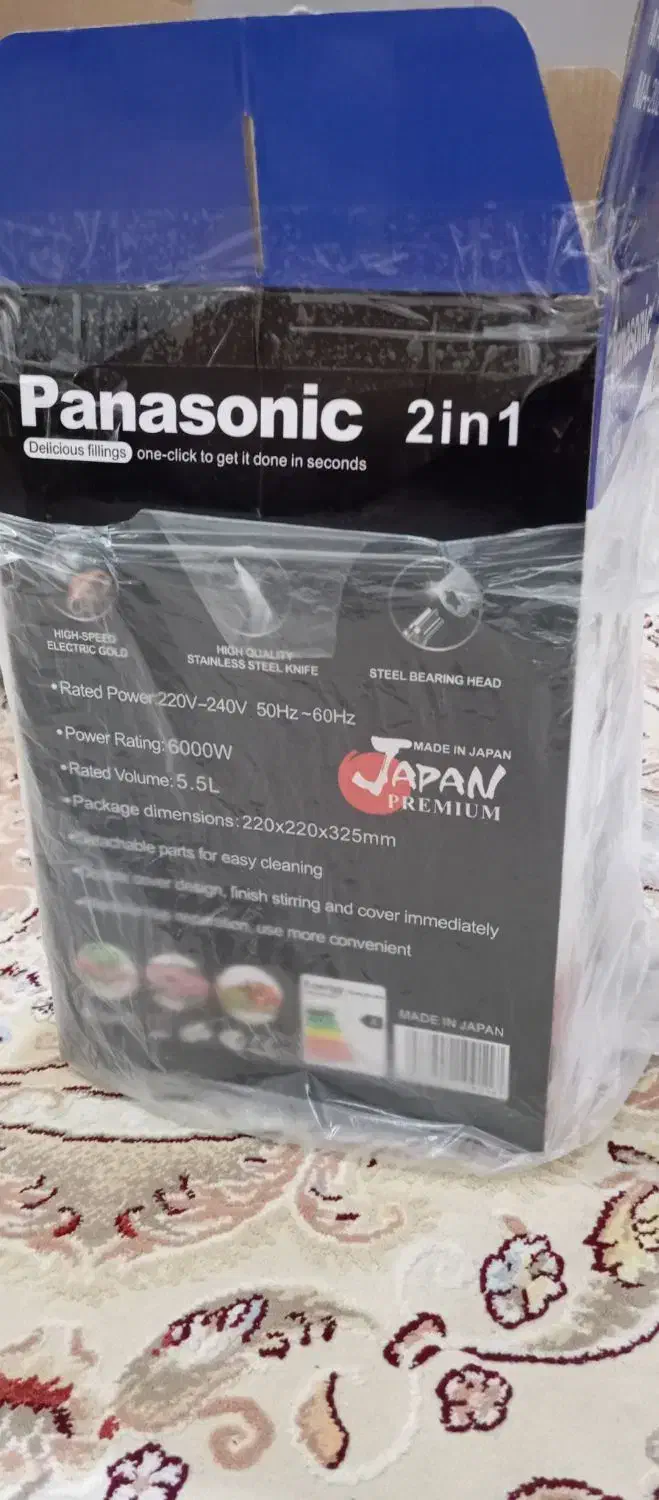 Panasonic 2in1
Delicious fillings one-click to get it done in seconds
HIGH-SPEED
ELECTRIC GOLD
HIGH QUALITY
STAINLESS STEEL KNIFE
STEEL BEARING HEAD
•Rated Power:220V~240V 50Hz~60Hz
•Power Rating:6000W
•Rated Volume:5.5L
•Package dimensions:220x220x325mm
parts for easy cleaning
cover design, finish stirring and cover immediately
use more convenient
MADE IN JAPAN
JAPAN
PREMIUM
MADE IN JAPAN
Panasonic